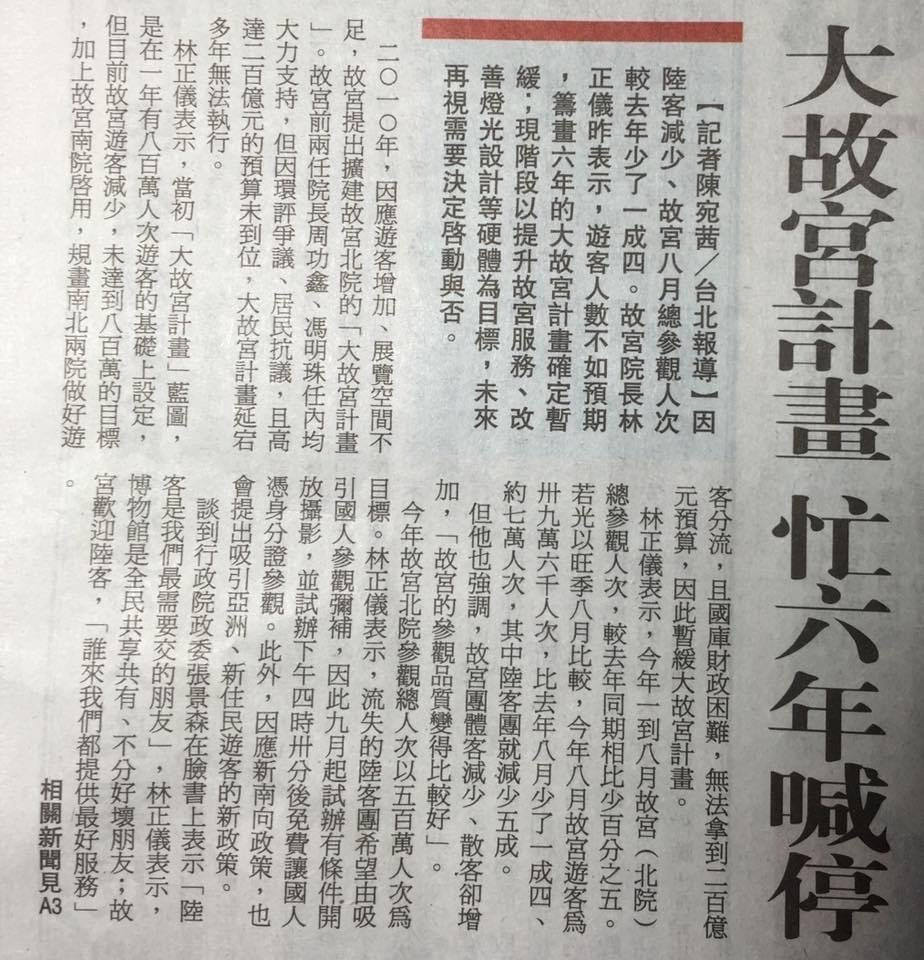 大故宮計畫 忙六年喊停
【記者陳宛茜／台北報導】因
陸客減少、故宮八月總參觀人次
較去年少了一成四。故宮院長林
正儀昨表示，遊客人數不如預期
，籌畫六年的大故宮計畫確定暫
緩；現階段以提升故宮服務、改
善燈光設計等硬體為目標，未來
再視需要決定啓動與否。
二○一○年，因應遊客增加、展覽空間不
足，故宮提出擴建故宮北院的「大故宮計畫
」。故宮前兩任院長周功鑫、馮明珠任內均
大力支持，但因環評爭議、居民抗議，且高
達二百億元的預算未到位，大故宮計畫延宕
多年無法執行。
林正儀表示，當初「大故宮計畫」藍圖，
是在一年有八百萬人次遊客的基礎上設定，
但目前故宮遊客減少，未達到八百萬的目標
，加上故宮南院啓用，規畫南北兩院做好遊
客分流，且國庫財政困難，無法拿到二百億
元預算，因此暫緩大故宮計畫。
林正儀表示，今年一到八月故宮（北院）
總參觀人次，較去年同期相比少百分之五。
若光以旺季八月比較，今年八月故宮遊客為
卅九萬六千人次，比去年八月少了一成四、
約七萬人次，其中陸客團就減少五成。
但他也強調，故宮團體客減少、散客卻增
加，「故宮的參觀品質變得比較好」。
今年故宮北院參觀總人次以五百萬人次為
目標。林正儀表示，流失的陸客團希望由吸
引國人參觀彌補，因此九月起試辦有條件開
放攝影，並試辦下午四時卅分後免費讓國人
憑身分證參觀。此外，因應新南向政策，也
會提出吸引亞洲、新住民遊客的新政策。
談到行政院政委張景森在臉書上表示「陸
客是我們最需要交的朋友」，林正儀表示，
博物館是全民共享共有、不分好壞朋友；故
宮歡迎陸客，「誰來我們都提供最好服務」
。
相關新聞見A3